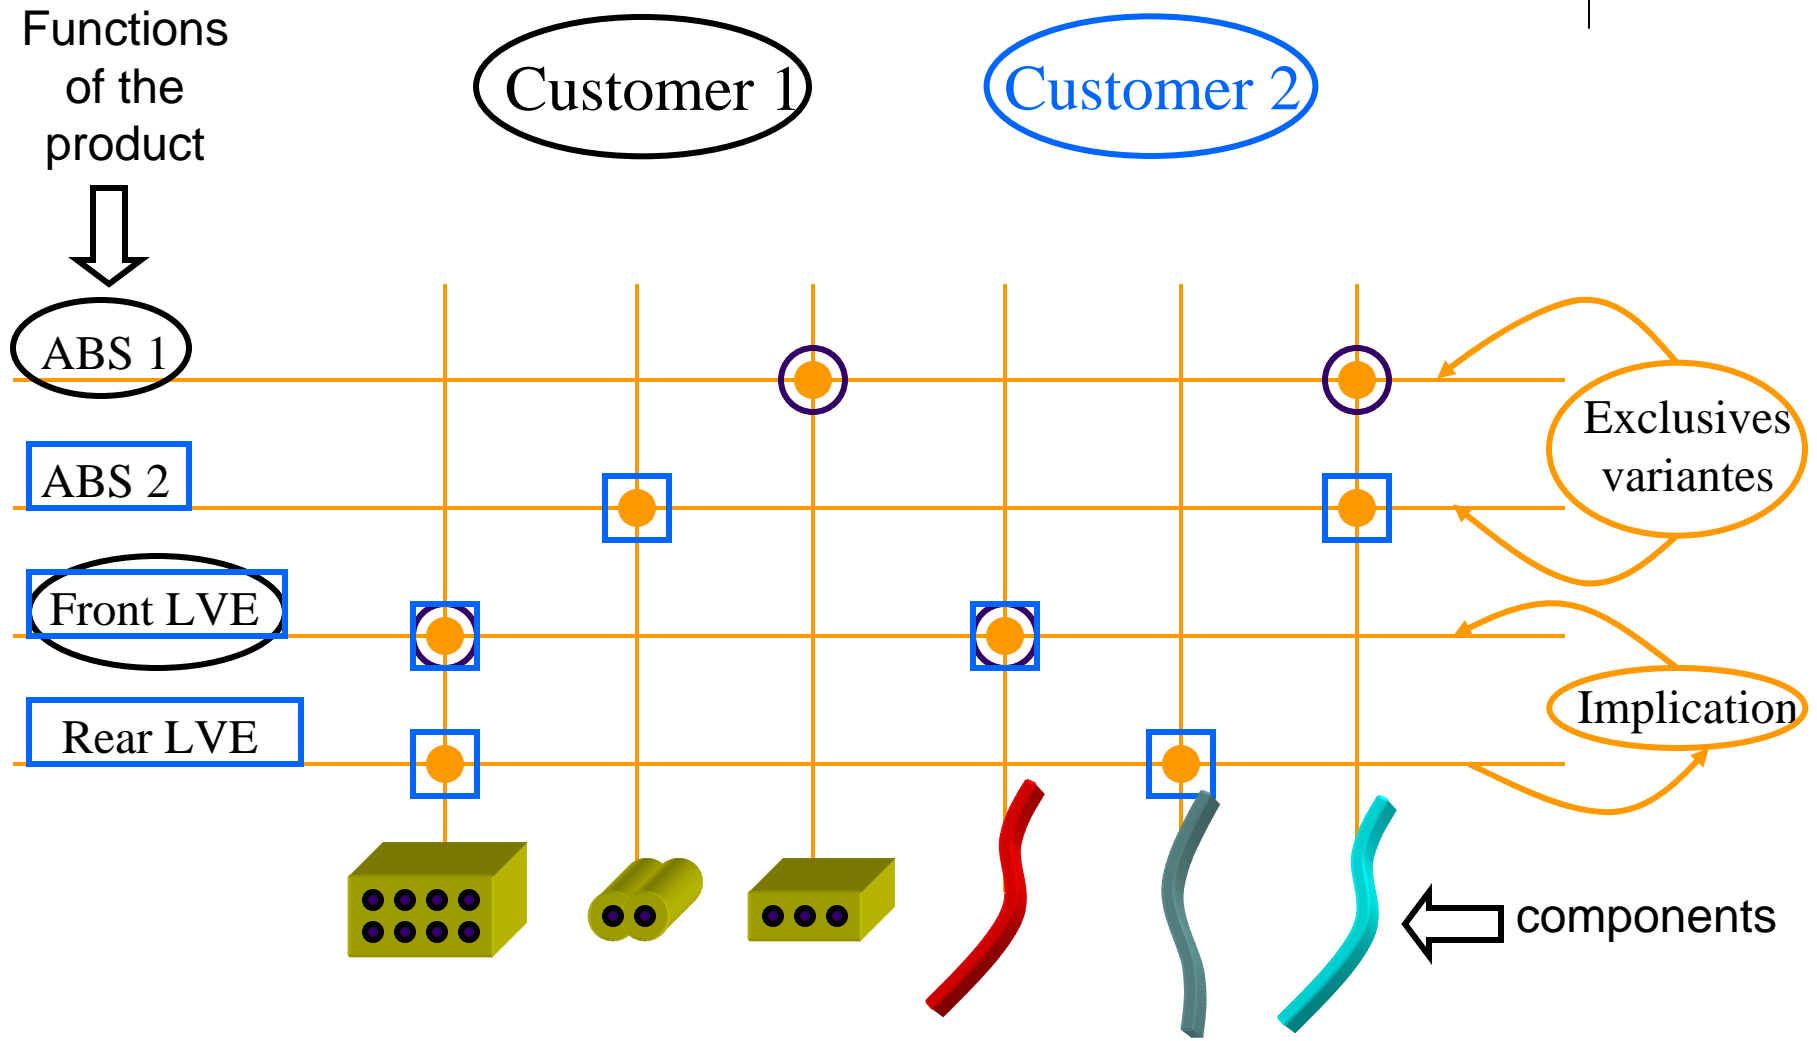 Functions
of the
product
Customer 1
Customer 2
ABS 1
ABS 2
Front LVE
Rear LVE
Exclusives
variantes
Implication
components